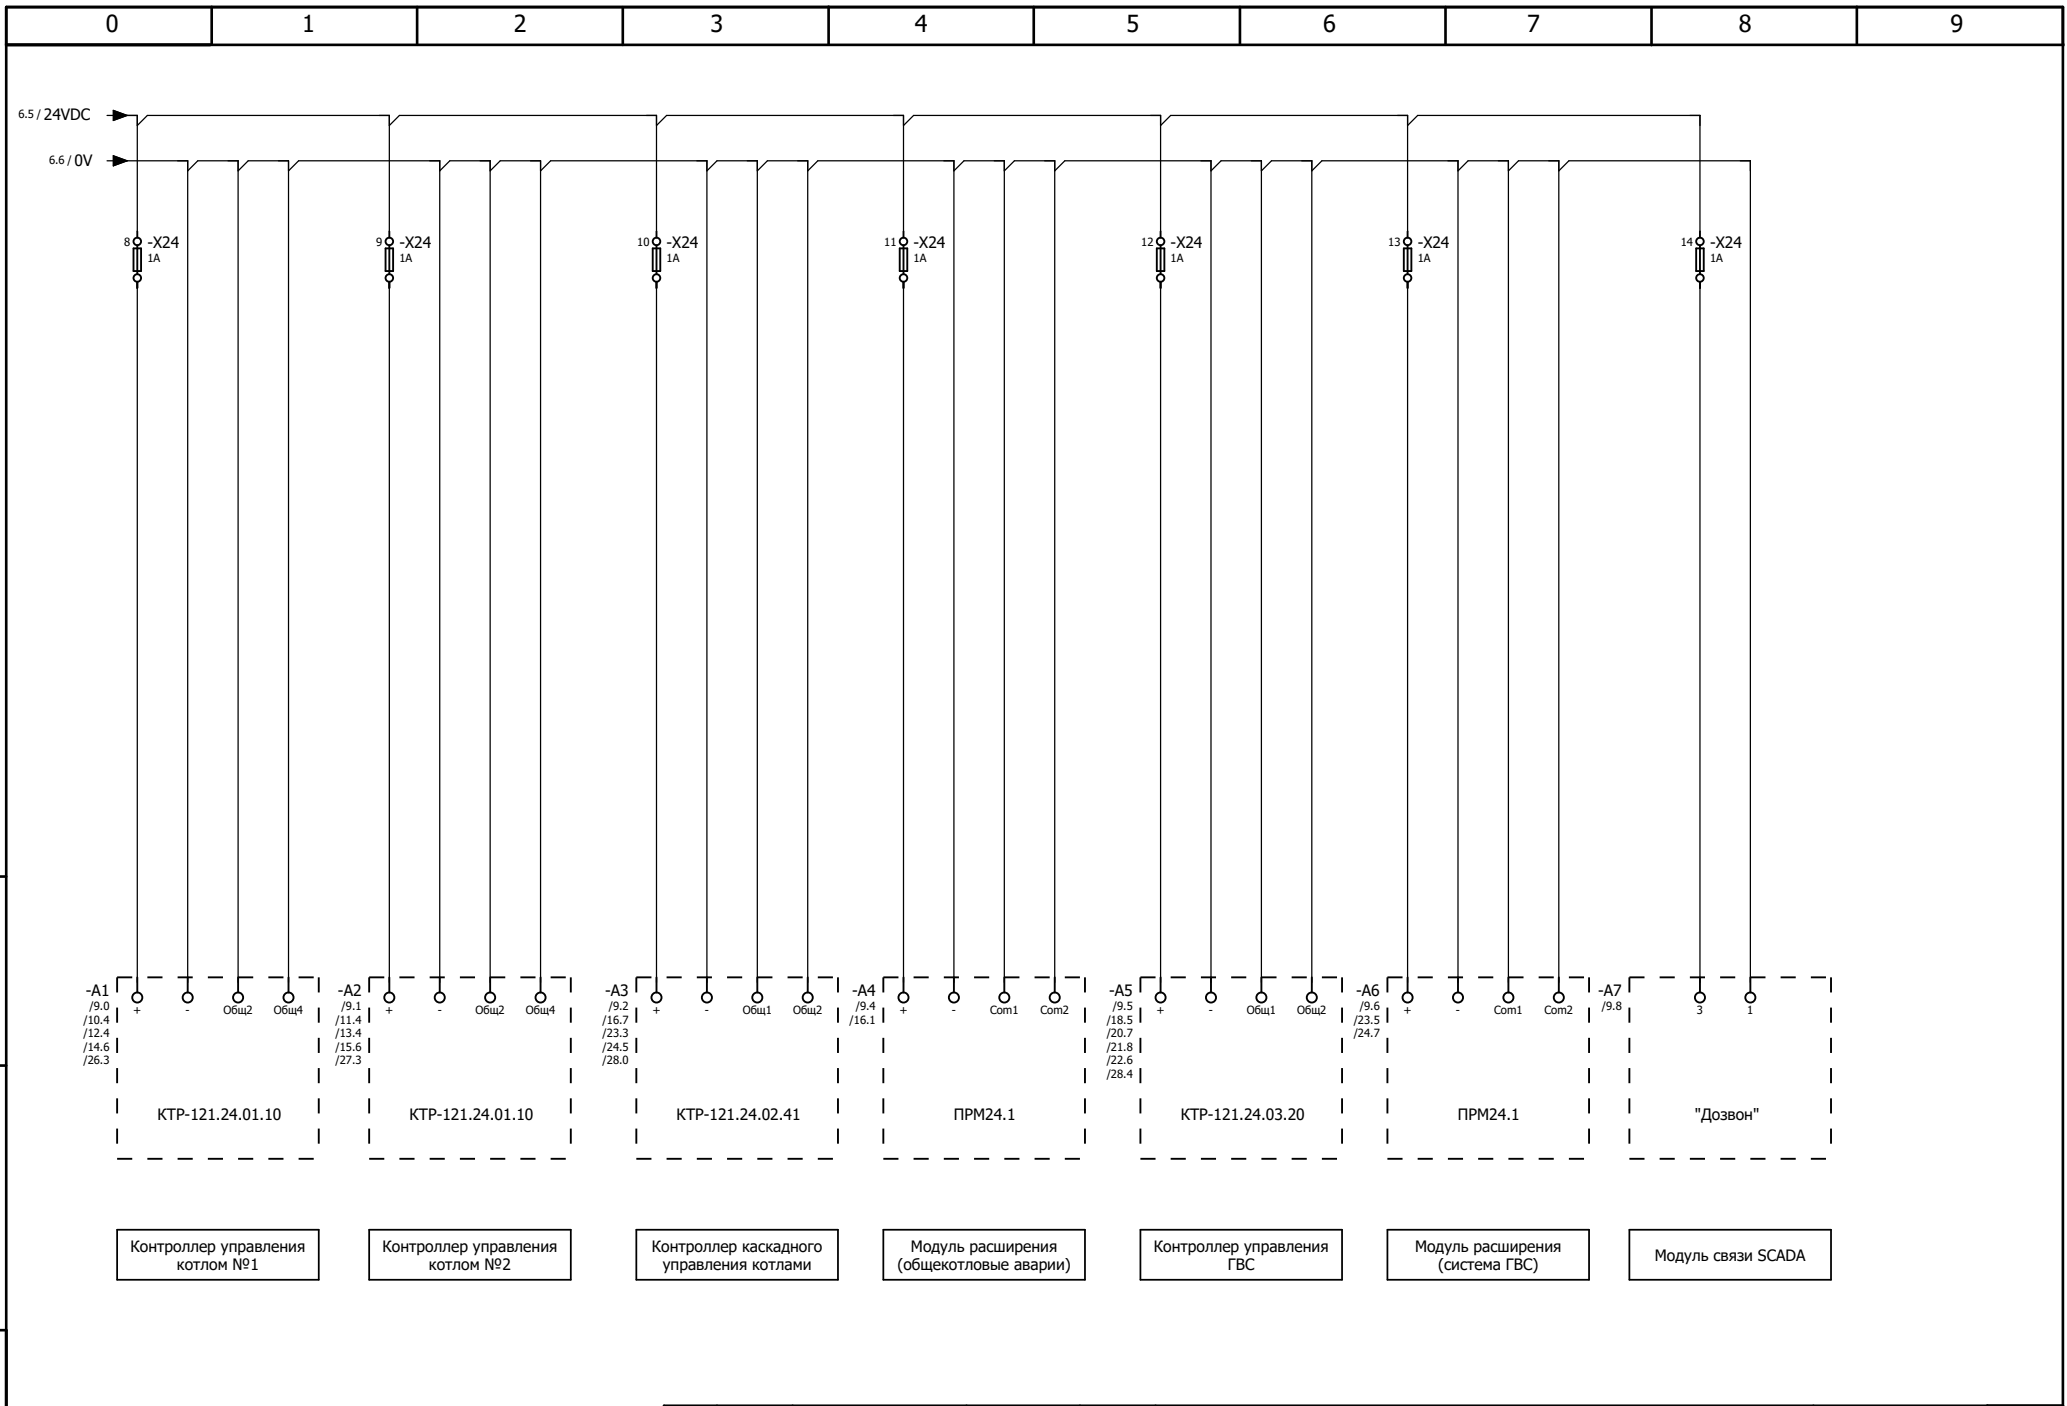 0 1 2 3 4 5 6 7 8 9
6.5 / 24VDC
6.6 / 0V
8 -X24 9 -X24 10 -X24 11 -X24 12 -X24 13 -X24 14 -X24
1A 1A 1A 1A 1A 1A 1A
-A1
/9.0
/10.4
/12.4
/14.6
/26.3
+ - Общ2 Общ4
КТР-121.24.01.10
-A2
/9.1
/11.4
/13.4
/15.6
/27.3
+ - Общ2 Общ4
КТР-121.24.01.10
-A3
/9.2
/16.7
/23.3
/24.5
/28.0
+ - Общ1 Общ2
КТР-121.24.02.41
-A4
/9.4
/16.1
+ - Com1 Com2
ПРМ24.1
-A5
/9.5
/18.5
/20.7
/21.8
/22.6
/28.4
+ - Общ1 Общ2
КТР-121.24.03.20
-A6
/9.6
/23.5
/24.7
+ - Com1 Com2
ПРМ24.1
-A7
/9.8
3 1
"Дозвон"
Контроллер управления
котлом №1
Контроллер управления
котлом №2
Контроллер каскадного
управления котлами
Модуль расширения
(общекотловые аварии)
Контроллер управления
ГВС
Модуль расширения
(система ГВС)
Модуль связи SCADA